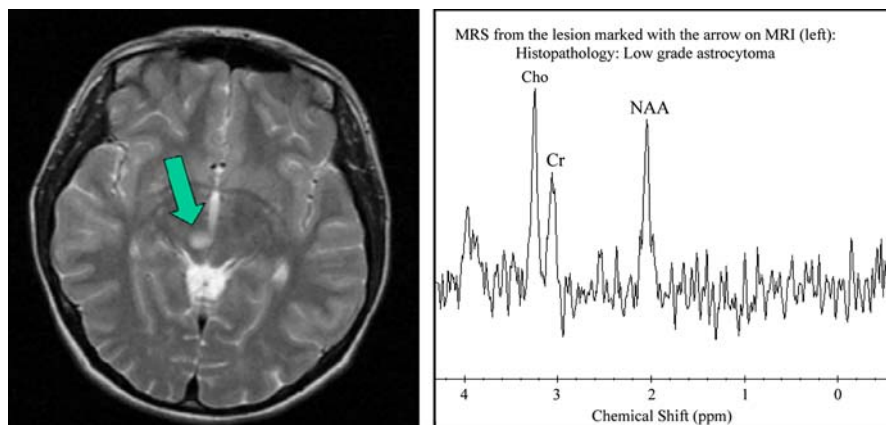 MRS from the lesion marked with the arrow on MRI (left):
Histopathology: Low grade astrocytoma
Cho
NAA
Cr
4 3 2 1 0
Chemical Shift (ppm)